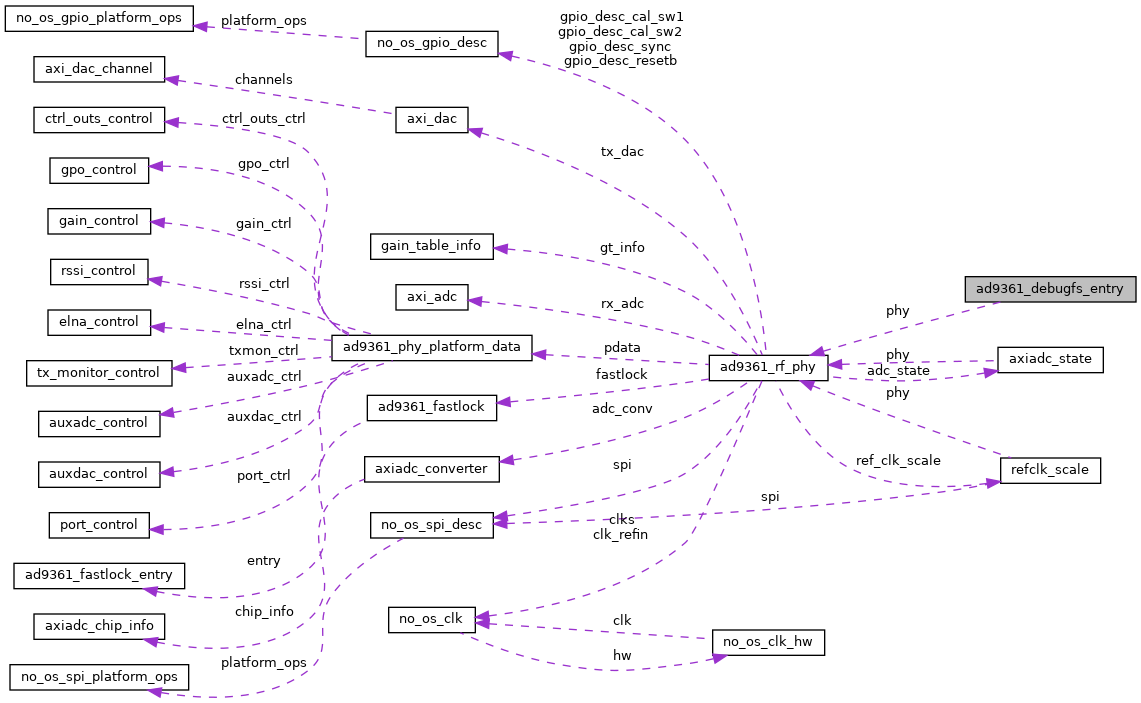 no_os_gpio_platform_ops
platform_ops
no_os_gpio_desc
gpio_desc_cal_sw1
gpio_desc_cal_sw2
gpio_desc_sync
gpio_desc_resetb
axi_dac_channel
channels
ctrl_outs_control
ctrl_outs_ctrl
axi_dac
tx_dac
gpo_control
gpo_ctrl
gain_control
gain_ctrl
gain_table_info
gt_info
rssi_control
rssi_ctrl
axi_adc
rx_adc
ad9361_debugfs_entry
phy
elna_control
elna_ctrl
ad9361_phy_platform_data
pdata
ad9361_rf_phy
phy
adc_state
axiadc_state
tx_monitor_control
txmon_ctrl
auxadc_ctrl
fastlock
phy
auxadc_control
auxdac_ctrl
ad9361_fastlock
adc_conv
auxdac_control
port_ctrl
axiadc_converter
spi
ref_clk_scale
refclk_scale
port_control
no_os_spi_desc
spi
clks
clk_refin
ad9361_fastlock_entry
entry
axiadc_chip_info
chip_info
no_os_clk
clk
no_os_clk_hw
hw
no_os_spi_platform_ops
platform_ops